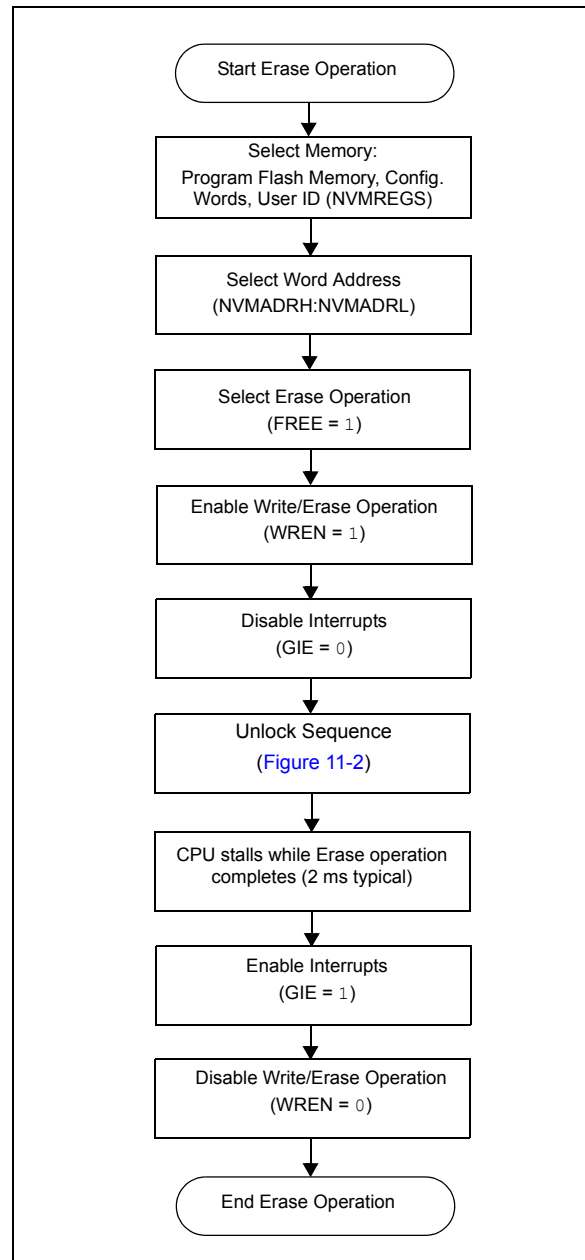 Start Erase Operation
Select Memory:
Program Flash Memory, Config.
Words, User ID (NVMREGS)
Select Word Address
(NVMADRH:NVMADRL)
Select Erase Operation
(FREE = 1)
Enable Write/Erase Operation
(WREN = 1)
Disable Interrupts
(GIE = 0)
Unlock Sequence
(Figure 11-2)
CPU stalls while Erase operation
completes (2 ms typical)
Enable Interrupts
(GIE = 1)
Disable Write/Erase Operation
(WREN = 0)
End Erase Operation